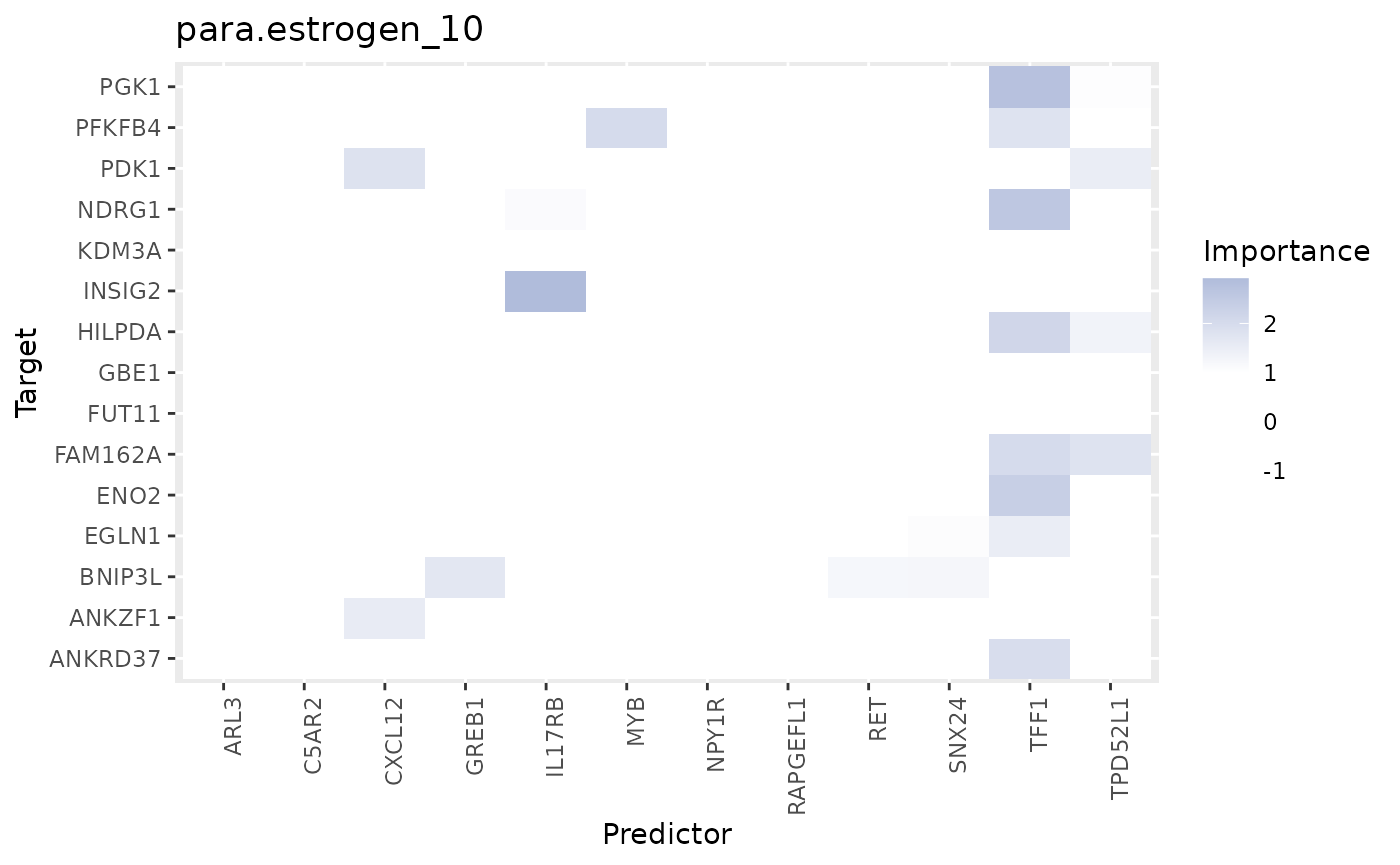 para.estrogen_10
PGK1
PFKFB4
PDK1
NDRG1
KDM3A
INSIG2
HILPDA
GBE1
FUT11
FAM162A
ENO2
EGLN1
BNIP3L
ANKZF1
ANKRD37
Target
ARL3
C5AR2
CXCL12
GREB1
IL17RB
MYB
NPY1R
RAPGEFL1
RET
SNX24
TFF1
TPD52L1
Predictor
Importance
2
1
0
-1